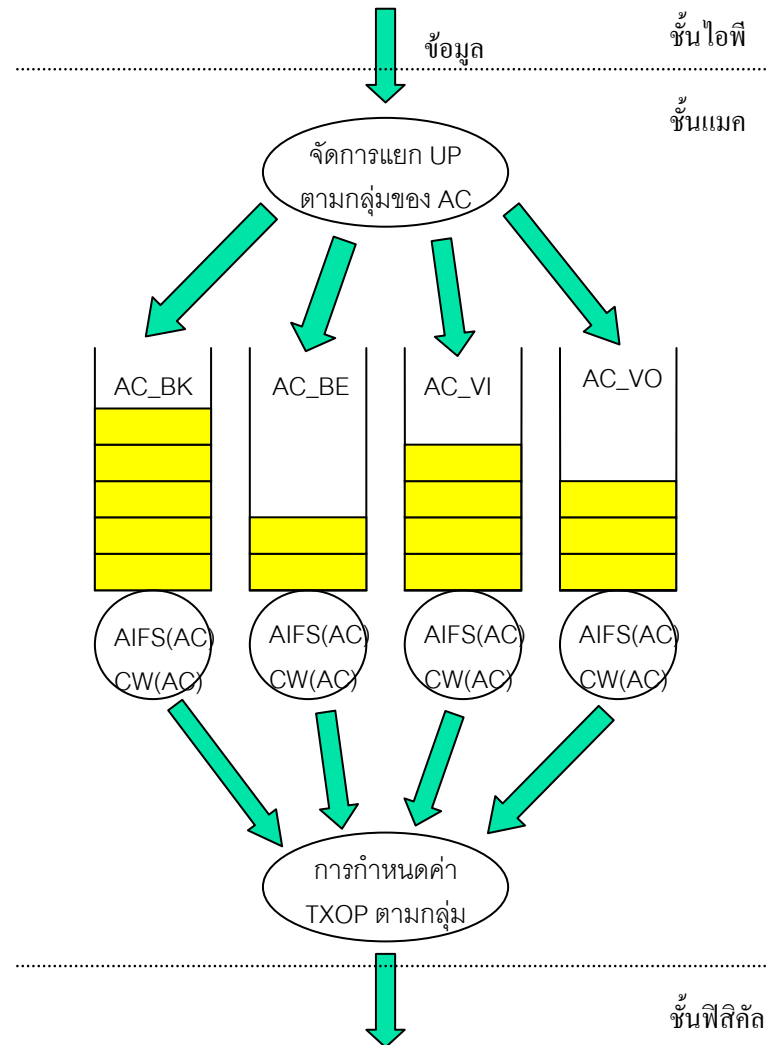 ชั้นไอพี
ข้อมูล
ชั้นแมค
จัดการแยก UP
ตามกลุ่มของ AC
AC_BK
AC_BE
AC_VI
AC_VO
AIFS(AC)
CW(AC)
AIFS(AC)
CW(AC)
AIFS(AC)
CW(AC)
AIFS(AC)
CW(AC)
การกำหนดค่า
TXOP ตามกลุ่ม
ชั้นฟิสิคัล